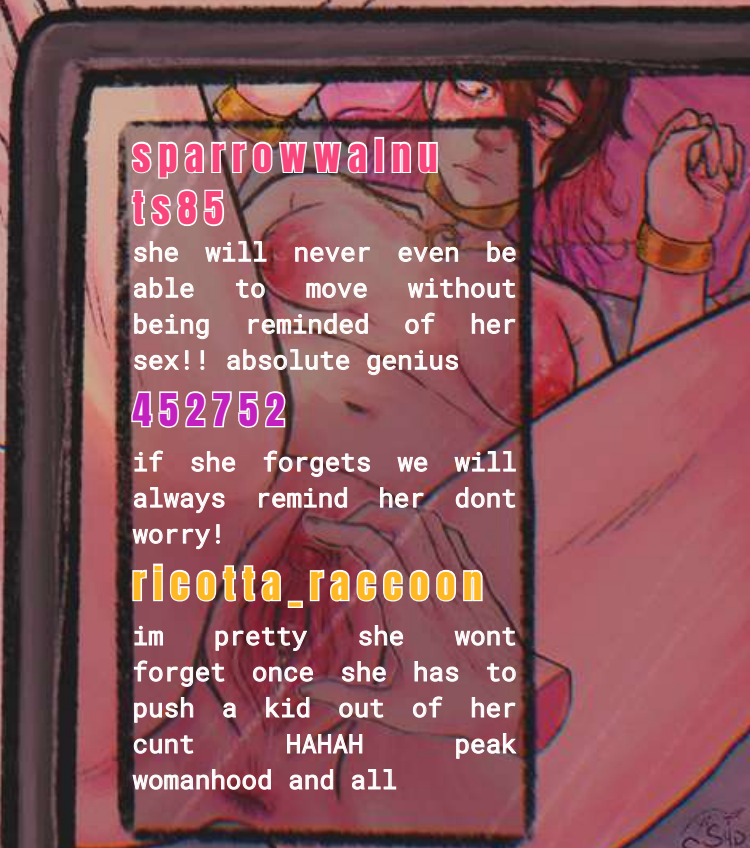 sparrowwalnu
ts85
she will never even be
able to move without
being reminded of her
sex!! absolute genius
452752
if she forgets we will
always remind her dont
worry!
ricotta_raccoon
im pretty she wont
forget once she has to
push a kid out of her
cunt HAHAH peak
womanhood and all